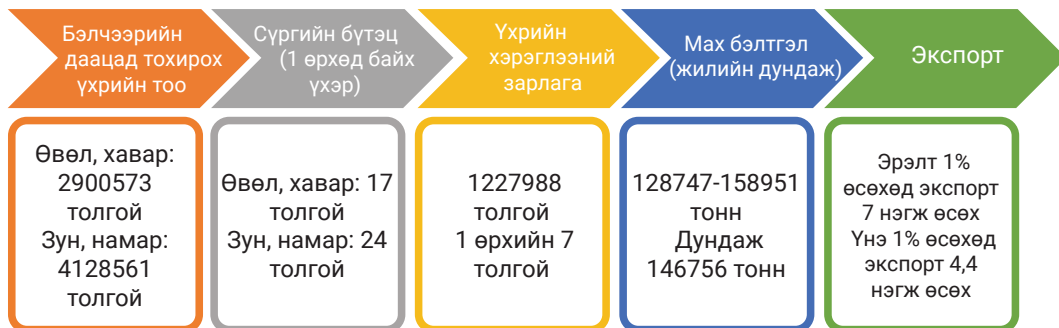 Бэлчээрийн
даацад тохирох
үхрийн тоо
Сүргийн бүтэц
(1 өрхөд байх
үхэр)
Үхрийн
хэрэглээний
зарлага
Мах бэлтгэл
(жилийн дундаж)
Экспорт
Өвөл, хавар:
2900573
толгой
Зун, намар:
4128561
толгой
Өвөл, хавар: 17
толгой
Зун, намар: 24
толгой
1227988
толгой
1 өрхийн 7
толгой
128747-158951
тонн
Дундаж
146756 тонн
Эрэлт 1%
өсөхөд экспорт
7 нэгж өсөх
Үнэ 1% өсөхөд
экспорт 4,4
нэгж өсөх